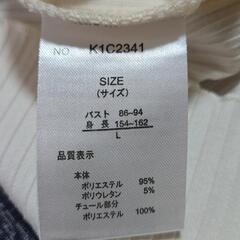 NO K1C2341
SIZE
(サイズ)
バスト 86~94
身長 154~162
L
品質表示
本体
ポリエステル 95%
ポリウレタン 5%
チュール部分
ポリエステル 100%